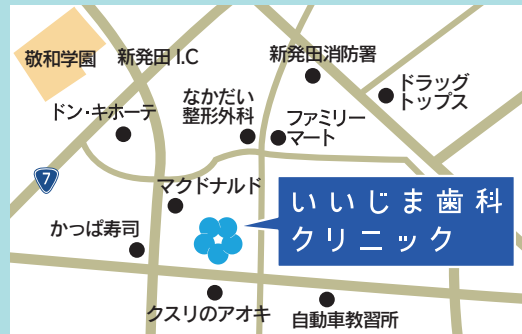 敬和学園
新発田 I.C
新発田消防署
ドン・キホーテ
なかだい
整形外科
ファミリー
マート
ドラッグ
トップス
7
マクドナルド
かっぱ寿司
いいじま歯科
クリニック
クスリのアオキ
自動車教習所